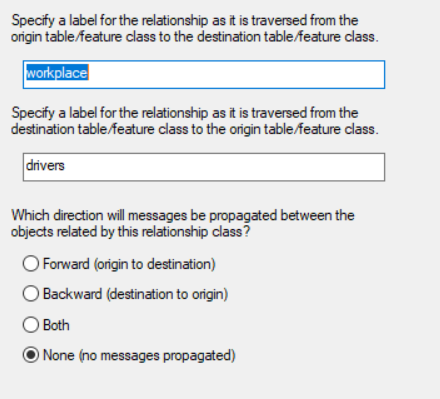 Specify a label for the relationship as it is traversed from the
origin table/feature class to the destination table/feature class.
workplace
Specify a label for the relationship as it is traversed from the
destination table/feature class to the origin table/feature class.
drivers
Which direction will messages be propagated between the
objects related by this relationship class?
Forward (origin to destination)
Backward (destination to origin)
Both
None (no messages propagated)